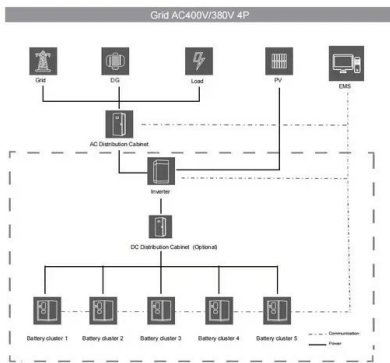 Grid AC400V/380V 4P
Grid DG Load PV EMS
AC Distribution Cabinet
Inverter
DC Distribution Cabinet (Optional)
Battery cluster 1 Battery cluster 2 Battery cluster 3 Battery cluster 4 Battery cluster 5
Communication
Power